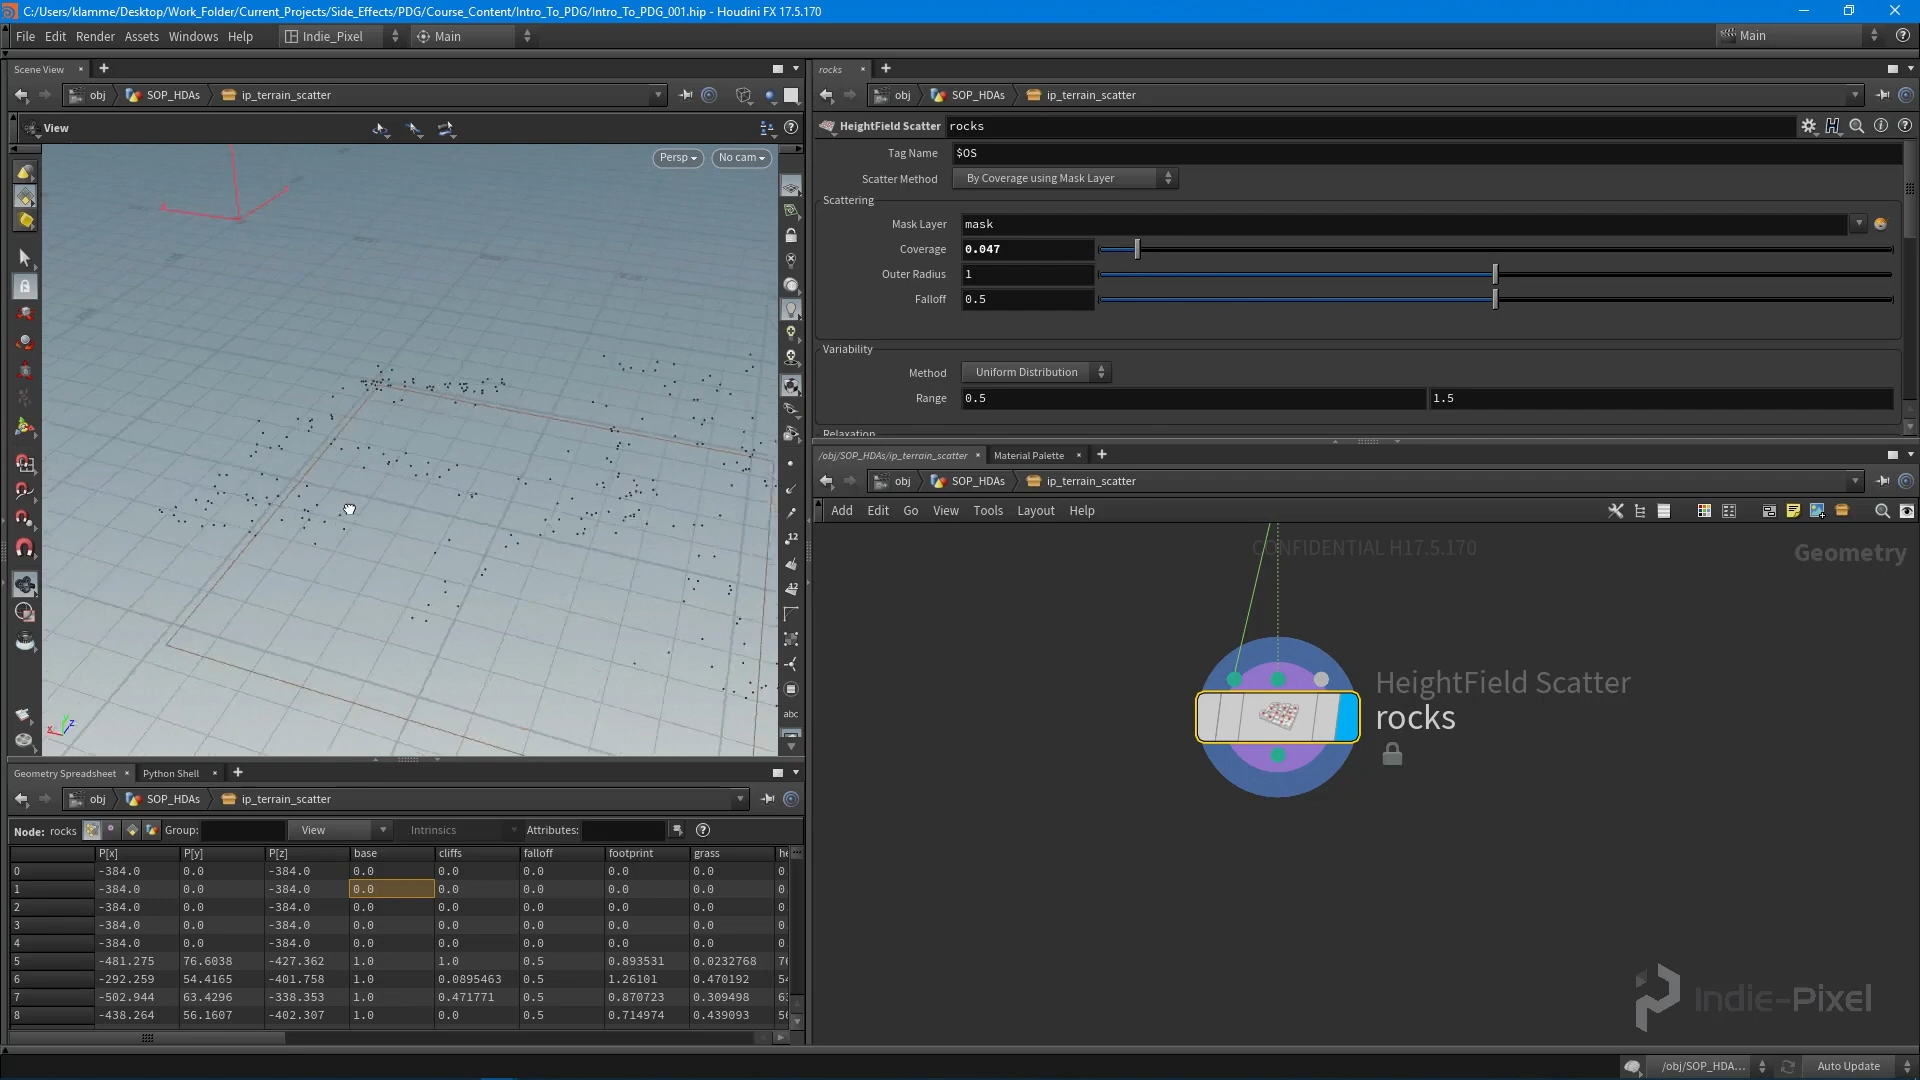 C:/Users/klamme/Desktop/Work_Folder/Current_Projects/Side_Effects/PDG/Course_Content/Intro_To_PDG/Intro_To_PDG_001.hip - Houdini FX 17.5.170
File Edit Render Assets Windows Help Indie_Pixel Main Main
Scene View
obj SOP_HDAs ip_terrain_scatter
View
Persp No cam
12
12
abc
rocks
obj SOP_HDAs ip_terrain_scatter
HeightField Scatter rocks
Tag Name $OS
Scatter Method By Coverage using Mask Layer
Scattering
Mask Layer mask
Coverage 0.047
Outer Radius 1
Falloff 0.5
Variability
Method Uniform Distribution
Range 0.5 1.5
Relaxation
/obj/SOP_HDAs/ip_terrain_scatter Material Palette
obj SOP_HDAs ip_terrain_scatter
Add Edit Go View Tools Layout Help
CONFIDENTIAL H17.5.170
Geometry
HeightField Scatter
rocks
Indie-Pixel
Geometry Spreadsheet Python Shell
obj SOP_HDAs ip_terrain_scatter
Node: rocks Group: View Intrinsics Attributes:
P[x] P[y] P[z] base cliffs falloff footprint grass
0 -384.0 0.0 -384.0 0.0 0.0 0.0 0.0 0.0
1 -384.0 0.0 -384.0 0.0 0.0 0.0 0.0 0.0
2 -384.0 0.0 -384.0 0.0 0.0 0.0 0.0 0.0
3 -384.0 0.0 -384.0 0.0 0.0 0.0 0.0 0.0
4 -384.0 0.0 -384.0 0.0 0.0 0.0 0.0 0.0
5 -481.275 76.6038 -427.362 1.0 1.0 0.5 0.893531 0.0232768
6 -292.259 54.4165 -401.758 1.0 0.0895463 0.5 1.26101 0.470192
7 -502.944 63.4296 -338.353 1.0 0.471771 0.5 0.870723 0.309498
8 -438.264 56.1607 -402.307 1.0 0.0 0.5 0.714974 0.439093
/obj/SOP_HDA... Auto Update